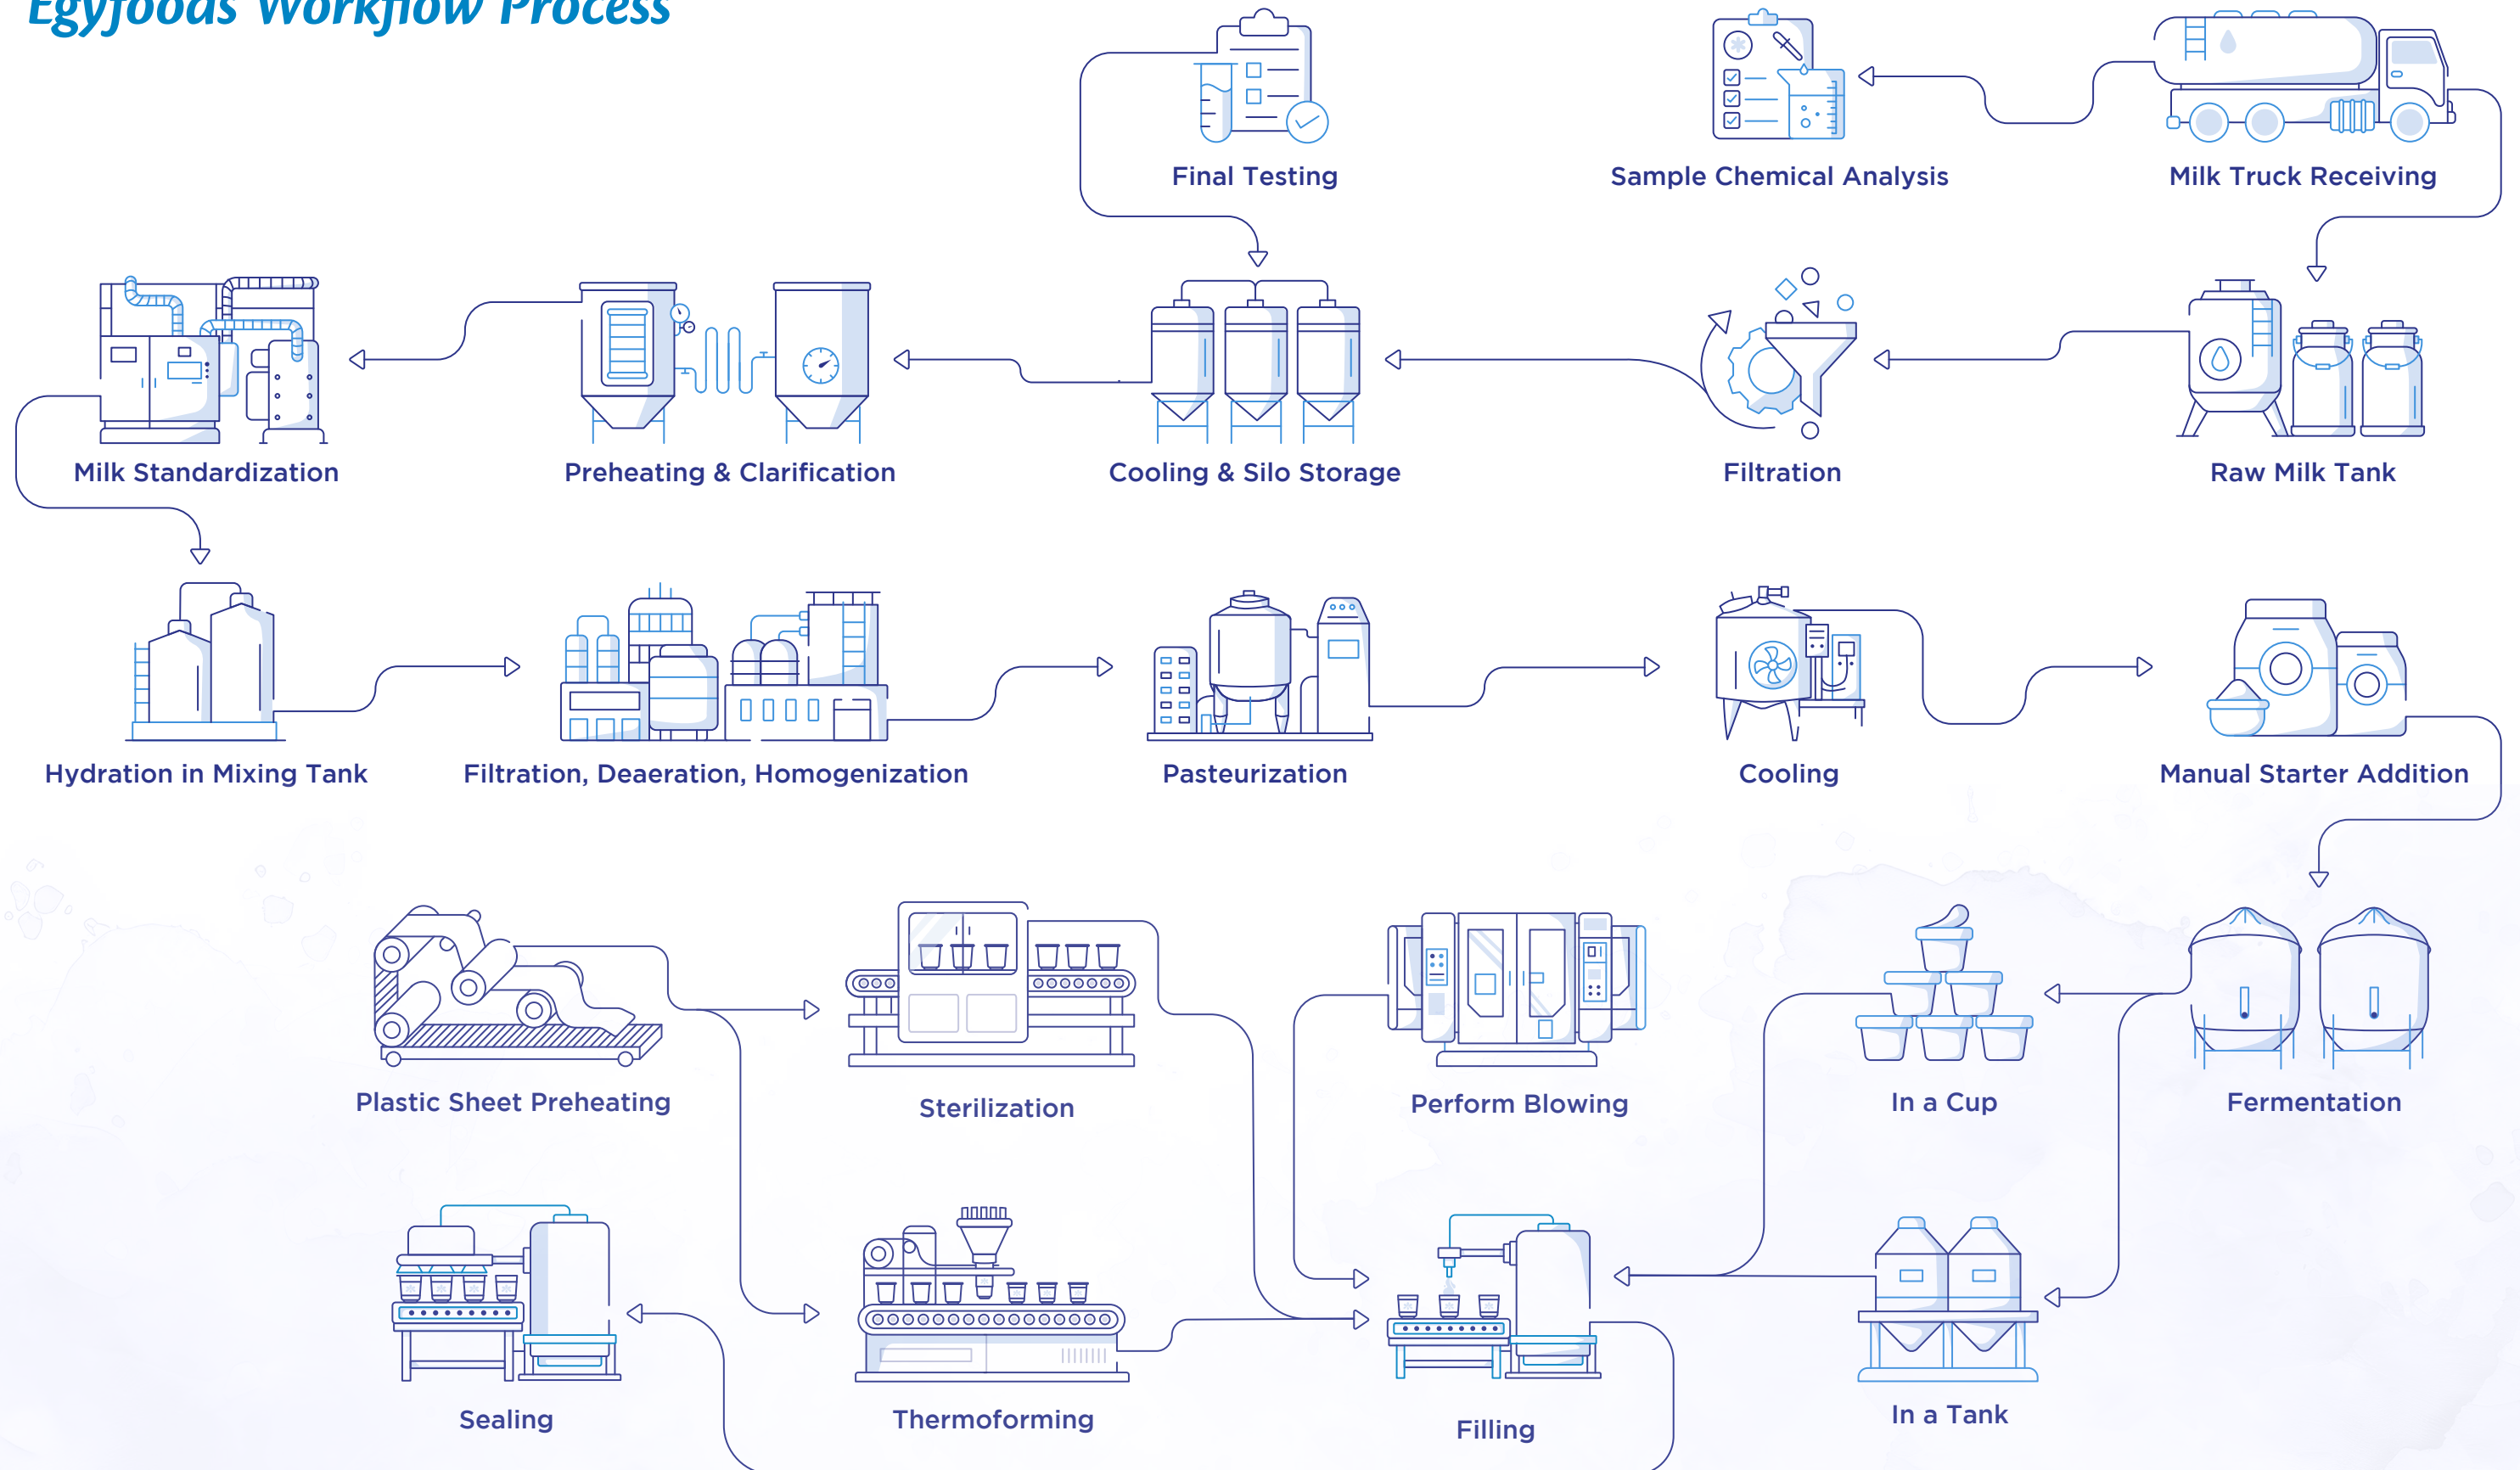 Egyfoods Workflow Process
Final Testing
Sample Chemical Analysis
Milk Truck Receiving
Milk Standardization
Preheating & Clarification
Cooling & Silo Storage
Filtration
Raw Milk Tank
Hydration in Mixing Tank
Filtration, Deaeration, Homogenization
Pasteurization
Cooling
Manual Starter Addition
Plastic Sheet Preheating
Sterilization
Perform Blowing
In a Cup
Fermentation
Sealing
Thermoforming
Filling
In a Tank